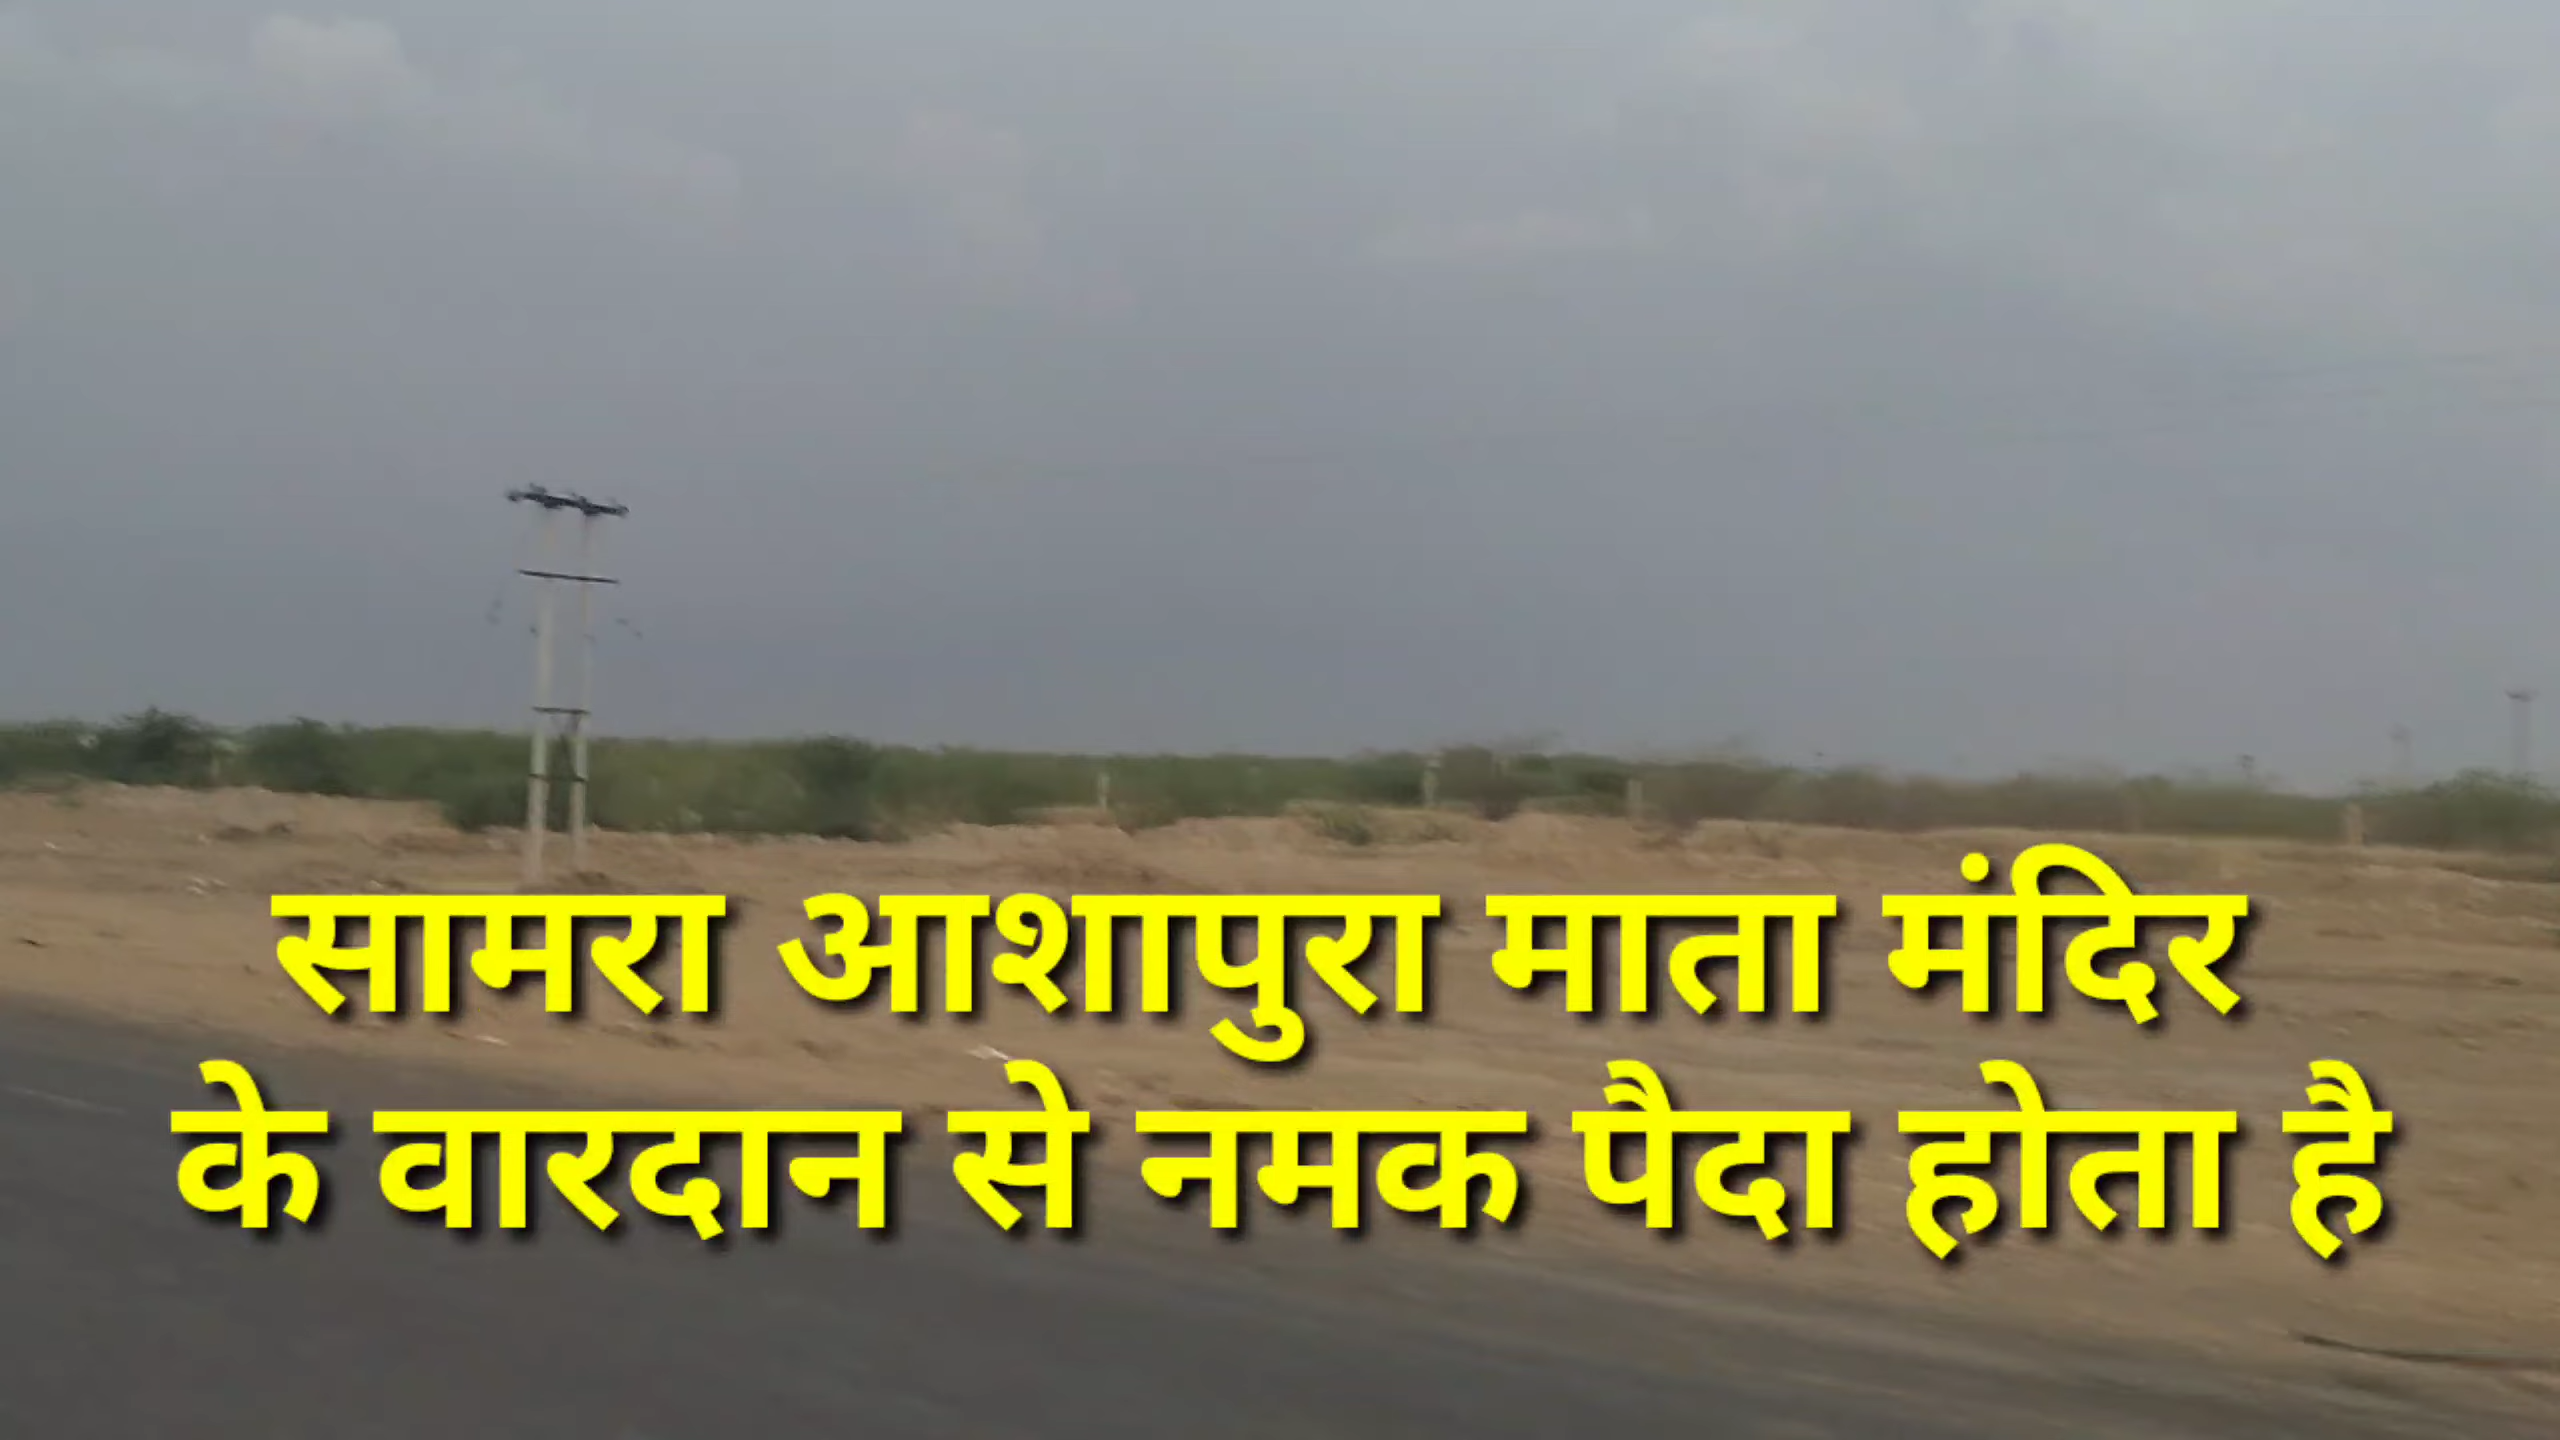 सामरा आशापुरा माता मंदिर
के वारदान से नमक पैदा होता है